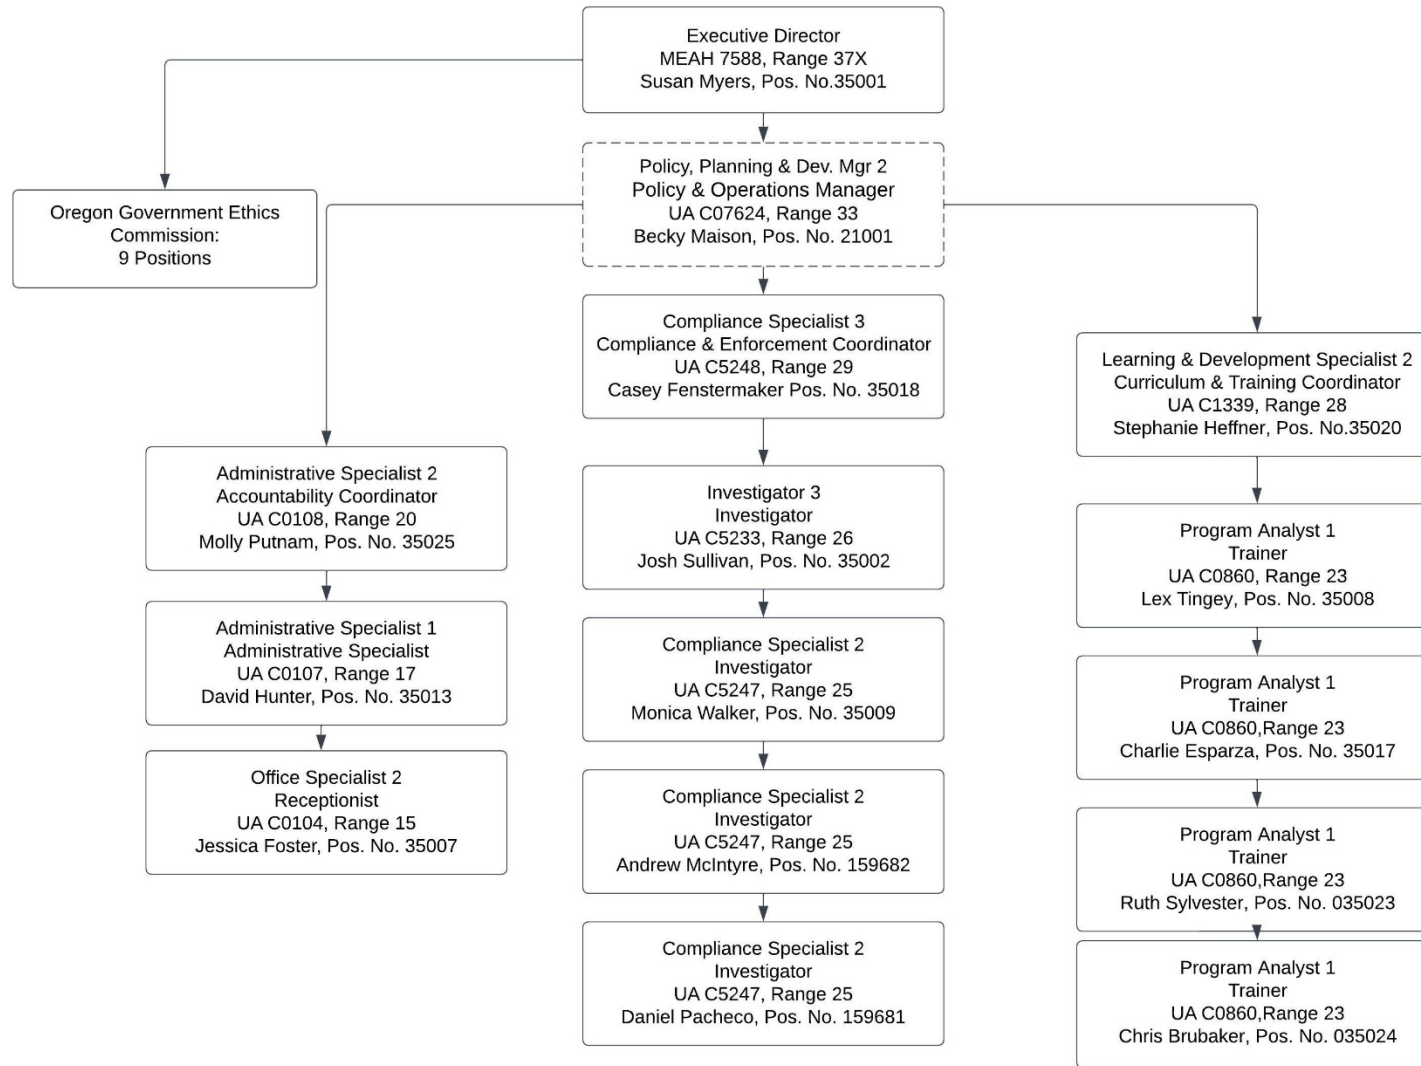 Executive Director
MEAH 7588, Range 37X
Susan Myers, Pos. No.35001
Policy, Planning & Dev. Mgr 2
Policy & Operations Manager
UA C07624, Range 33
Becky Maison, Pos. No. 21001
Oregon Government Ethics
Commission:
9 Positions
Compliance Specialist 3
Compliance & Enforcement Coordinator
UA C5248, Range 29
Casey Fenstermaker Pos. No. 35018
Learning & Development Specialist 2
Curriculum & Training Coordinator
UA C1339, Range 28
Stephanie Heffner, Pos. No.35020
Administrative Specialist 2
Accountability Coordinator
UA C0108, Range 20
Molly Putnam, Pos. No. 35025
Investigator 3
Investigator
UA C5233, Range 26
Josh Sullivan, Pos. No. 35002
Program Analyst 1
Trainer
UA C0860, Range 23
Lex Tingey, Pos. No. 35008
Administrative Specialist 1
Administrative Specialist
UA C0107, Range 17
David Hunter, Pos. No. 35013
Compliance Specialist 2
Investigator
UA C5247, Range 25
Monica Walker, Pos. No. 35009
Program Analyst 1
Trainer
UA C0860,Range 23
Charlie Esparza, Pos. No. 35017
Office Specialist 2
Receptionist
UA C0104, Range 15
Jessica Foster, Pos. No. 35007
Compliance Specialist 2
Investigator
UA C5247, Range 25
Andrew McIntyre, Pos. No. 159682
Program Analyst 1
Trainer
UA C0860,Range 23
Ruth Sylvester, Pos. No. 035023
Compliance Specialist 2
Investigator
UA C5247, Range 25
Daniel Pacheco, Pos. No. 159681
Program Analyst 1
Trainer
UA C0860,Range 23
Chris Brubaker, Pos. No. 035024